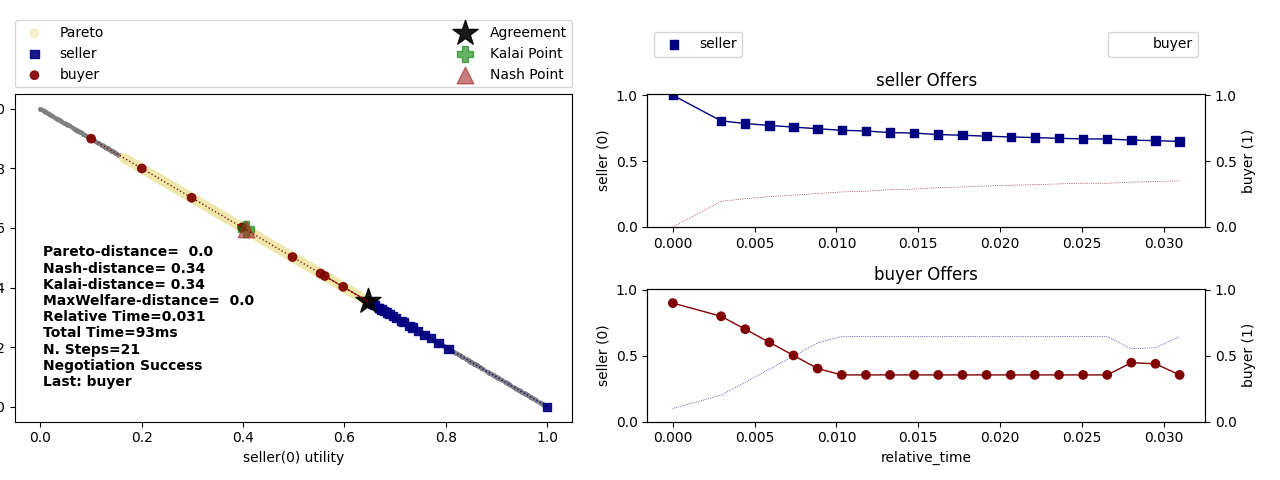 Pareto
seller
buyer
Agreement
Kalai Point
Nash Point
0
8
6
4
2
0
Pareto-distance=  0.0
Nash-distance= 0.34
Kalai-distance= 0.34
MaxWelfare-distance=  0.0
Relative Time=0.031
Total Time=93ms
N. Steps=21
Negotiation Success
Last: buyer
0.0 0.2 0.4 0.6 0.8 1.0
seller(0) utility
seller
buyer
seller Offers
1.0
0.5
0.0
seller (0)
1.0
0.5
0.0
buyer (1)
0.000 0.005 0.010 0.015 0.020 0.025 0.030
buyer Offers
1.0
0.5
0.0
seller (0)
1.0
0.5
0.0
buyer (1)
0.000 0.005 0.010 0.015 0.020 0.025 0.030
relative_time